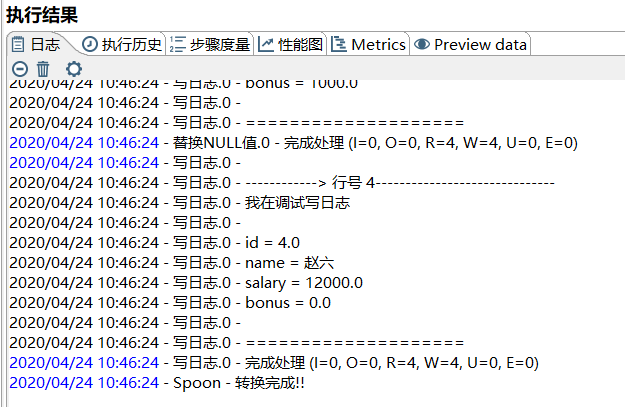 执行结果
日志 执行历史 步骤度量 性能图 Metrics Preview data
2020/04/24 10:46:24 - 写日志.0 - bonus = 1000.0
2020/04/24 10:46:24 - 写日志.0 -
2020/04/24 10:46:24 - 写日志.0 - ====================
2020/04/24 10:46:24 - 替换NULL值.0 - 完成处理 (I=0, O=0, R=4, W=4, U=0, E=0)
2020/04/24 10:46:24 - 写日志.0 -
2020/04/24 10:46:24 - 写日志.0 - ------------> 行号 4------------------------------
2020/04/24 10:46:24 - 写日志.0 - 我在调试写日志
2020/04/24 10:46:24 - 写日志.0 -
2020/04/24 10:46:24 - 写日志.0 - id = 4.0
2020/04/24 10:46:24 - 写日志.0 - name = 赵六
2020/04/24 10:46:24 - 写日志.0 - salary = 12000.0
2020/04/24 10:46:24 - 写日志.0 - bonus = 0.0
2020/04/24 10:46:24 - 写日志.0 -
2020/04/24 10:46:24 - 写日志.0 - ====================
2020/04/24 10:46:24 - 写日志.0 - 完成处理 (I=0, O=0, R=4, W=4, U=0, E=0)
2020/04/24 10:46:24 - Spoon - 转换完成!!